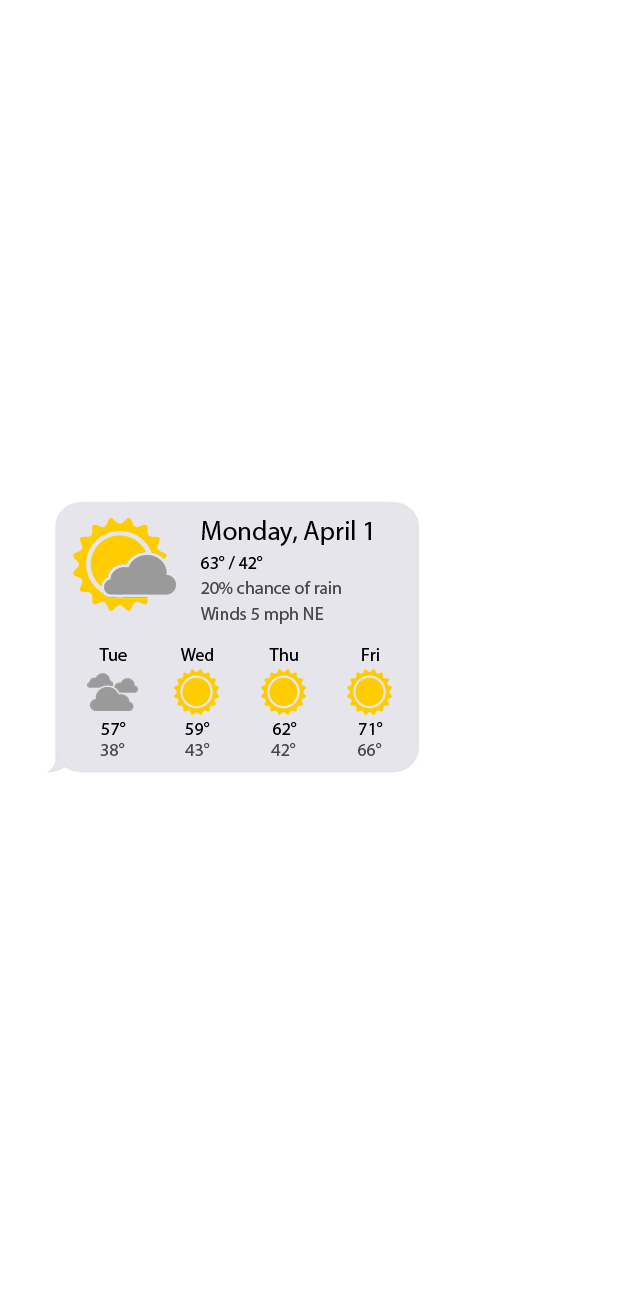 Monday, April 1
63° / 42°
20% chance of rain
Winds 5 mph NE
Tue Wed Thu Fri
57° 59° 62° 71°
38° 43° 42° 66°